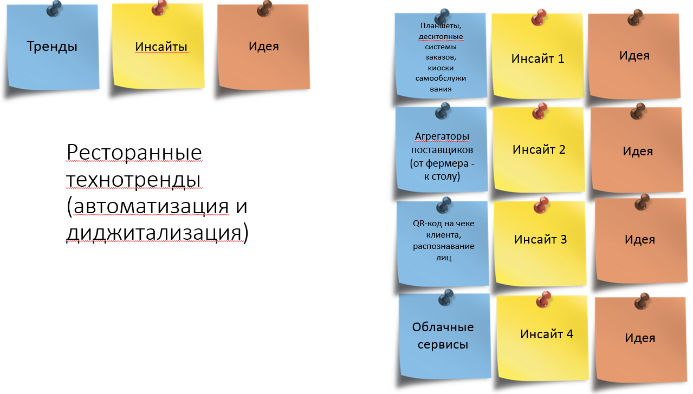 Тренды
Инсайты
Идея
Ресторанные
технотренды
(автоматизация и
диджитализация)
Планшеты,
десктопные
системы
заказов,
киоски
самообслужи
вания
Инсайт 1
Идея
Агрегаторы
поставщиков
(от фермера -
к столу)
Инсайт 2
Идея
QR-код на чеке
клиента,
распознавание
лиц
Инсайт 3
Идея
Облачные
сервисы
Инсайт 4
Идея